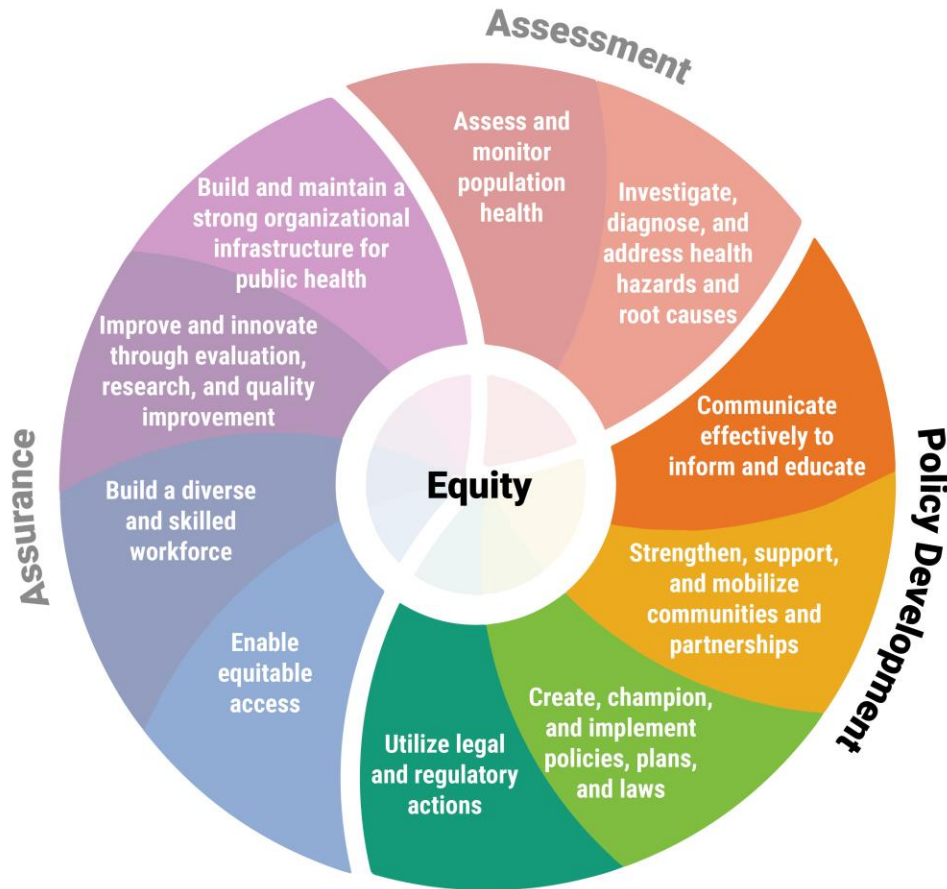 Assessment
Assess and
monitor
population
health
Investigate,
diagnose, and
address health
hazards and
root causes
Policy Development
Communicate
effectively to
inform and educate
Strengthen, support,
and mobilize
communities and
partnerships
Create, champion,
and implement
policies, plans,
and laws
Utilize legal
and regulatory
actions
Assurance
Enable
equitable
access
Build a diverse
and skilled
workforce
Improve and innovate
through evaluation,
research, and quality
improvement
Build and maintain a
strong organizational
infrastructure for
public health
Equity